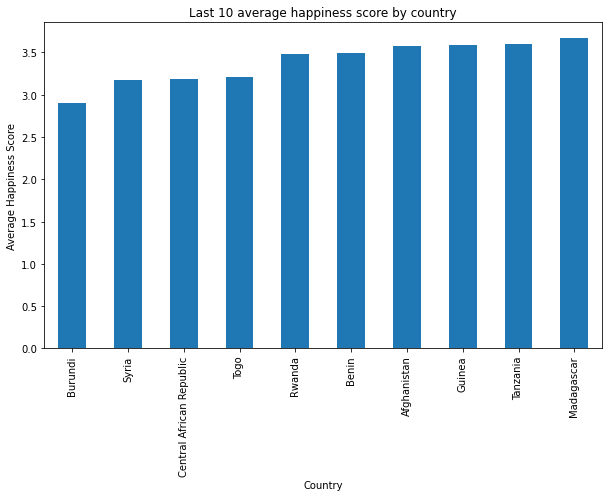 Last 10 average happiness score by country
Average Happiness Score
3.5
3.0
2.5
2.0
1.5
1.0
0.5
0.0
Burundi
Syria
Central African Republic
Togo
Rwanda
Benin
Afghanistan
Guinea
Tanzania
Madagascar
Country